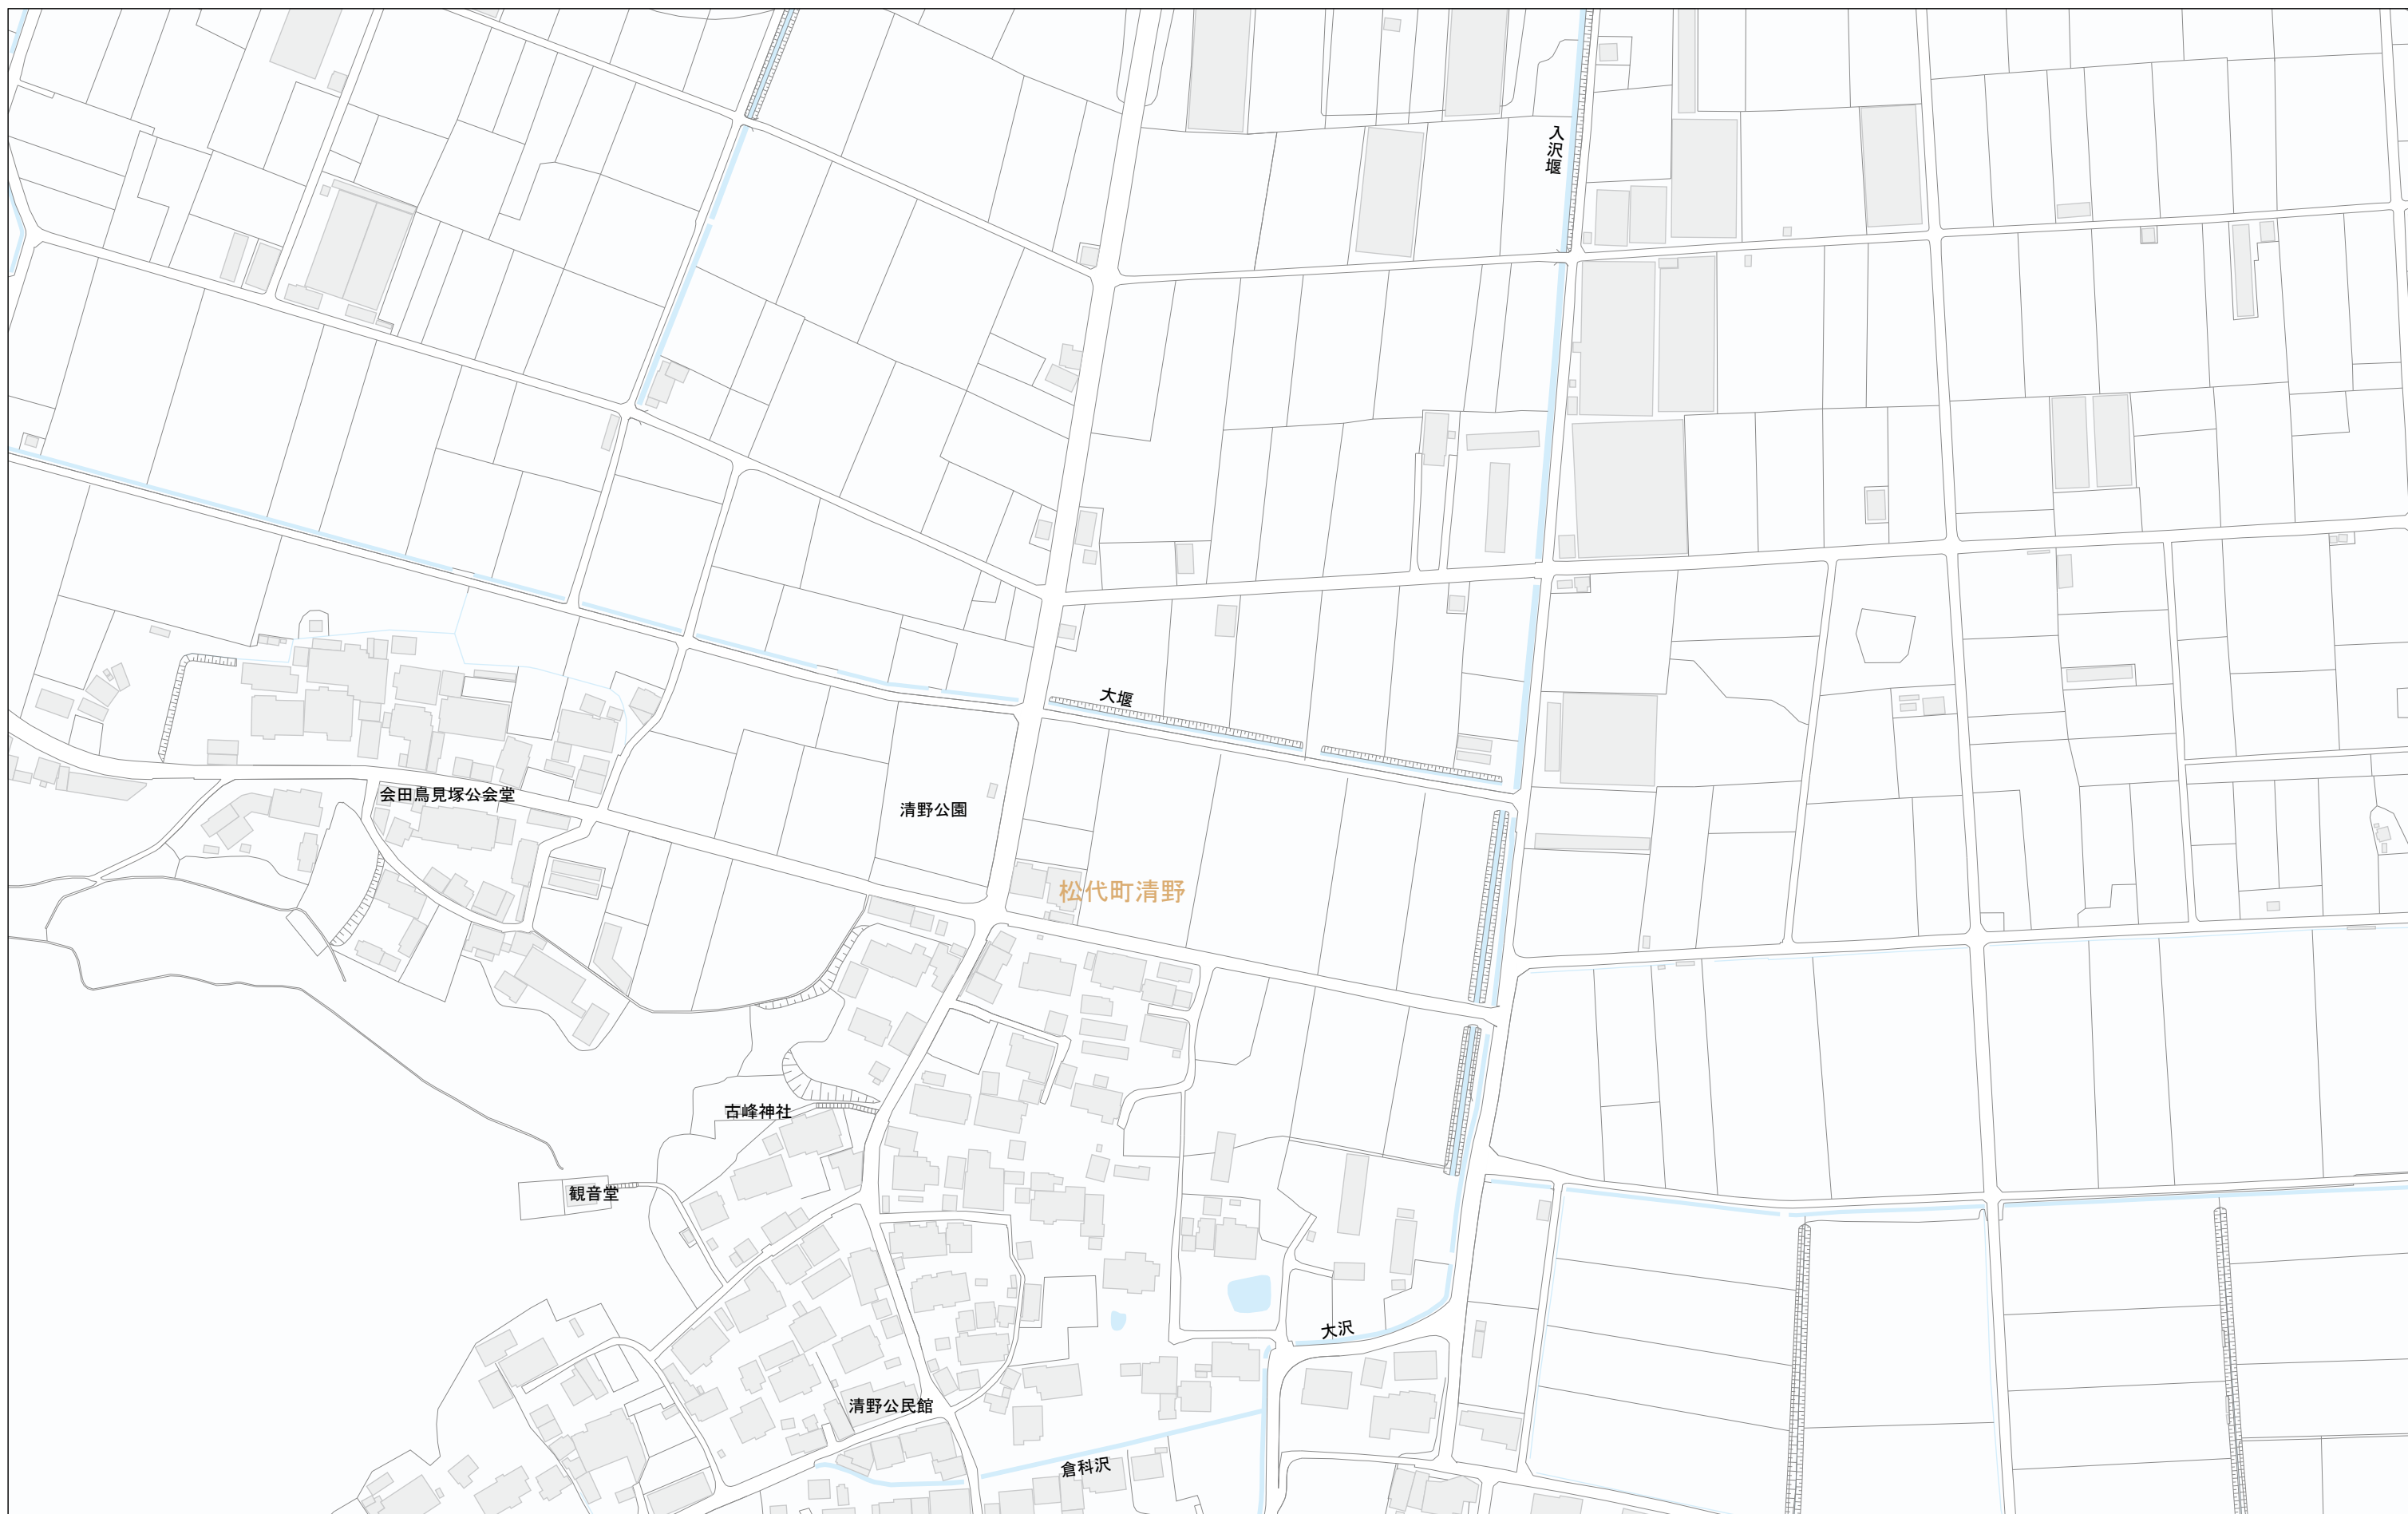 入沢堰
大堰
会田鳥見塚公会堂
清野公園
松代町清野
古峰神社
観音堂
大沢
清野公民館
倉科沢